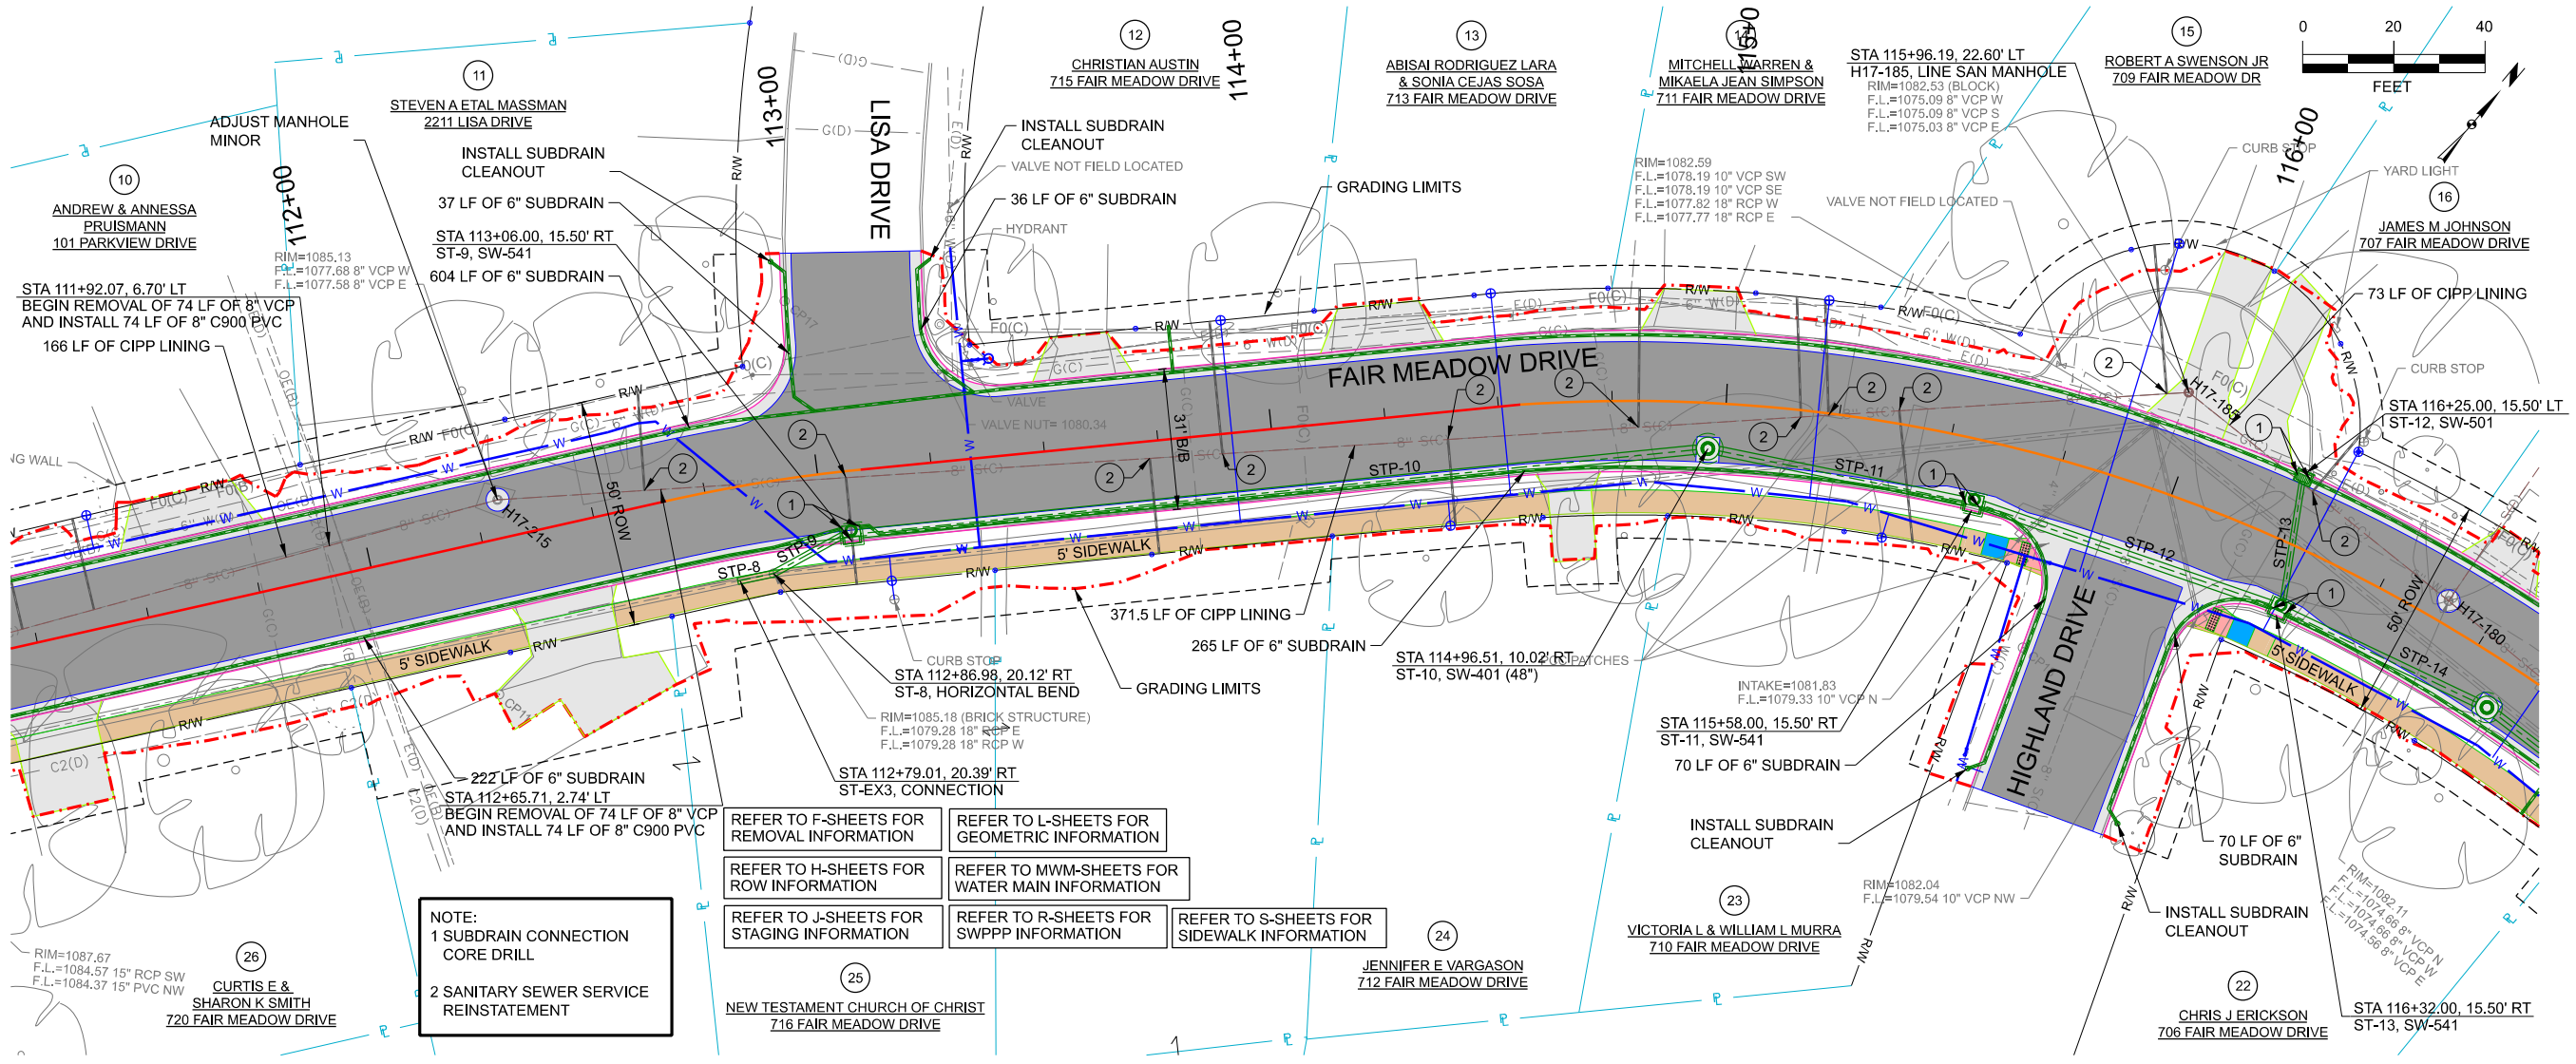 12
CHRISTIAN AUSTIN
715 FAIR MEADOW DRIVE
114+00
13
ABISAI RODRIGUEZ LARA
& SONIA CEJAS SOSA
713 FAIR MEADOW DRIVE
14
MITCHELL WARREN &
MIKAELA JEAN SIMPSON
711 FAIR MEADOW DRIVE
115+0
STA 115+96.19, 22.60' LT
H17-185, LINE SAN MANHOLE
RIM=1082.53 (BLOCK)
F.L.=1075.09 8" VCP W
F.L.=1075.09 8" VCP S
F.L.=1075.03 8" VCP E
15
ROBERT A SWENSON JR
709 FAIR MEADOW DR
0 20 40
FEET
11
STEVEN A ETAL MASSMAN
2211 LISA DRIVE
113+00
LISA DRIVE
ADJUST MANHOLE
MINOR
INSTALL SUBDRAIN
CLEANOUT
INSTALL SUBDRAIN
CLEANOUT
VALVE NOT FIELD LOCATED
36 LF OF 6" SUBDRAIN
HYDRANT
GRADING LIMITS
RIM=1082.59
F.L.=1078.19 10" VCP SW
F.L.=1078.19 10" VCP SE
F.L.=1077.82 18" RCP W
F.L.=1077.77 18" RCP E
VALVE NOT FIELD LOCATED
CURB STOP
116+00
YARD LIGHT
16
JAMES M JOHNSON
707 FAIR MEADOW DRIVE
10
ANDREW & ANNESSA
PRUISMANN
101 PARKVIEW DRIVE
112+00
37 LF OF 6" SUBDRAIN
STA 113+06.00, 15.50' RT
ST-9, SW-541
604 LF OF 6" SUBDRAIN
RIM=1085.13
F.L.=1077.68 8" VCP W
F.L.=1077.58 8" VCP E
STA 111+92.07, 6.70' LT
BEGIN REMOVAL OF 74 LF OF 8" VCP
AND INSTALL 74 LF OF 8" C900 PVC
166 LF OF CIPP LINING
73 LF OF CIPP LINING
CURB STOP
STA 116+25.00, 15.50' LT
ST-12, SW-501
FAIR MEADOW DRIVE
31' B/B
VALVE
VALVE NUT= 1080.34
H17-185
H17-215
H17-180
50' ROW
50' ROW
STP-8
STP-9
STP-10
STP-11
STP-12
STP-13
STP-14
5' SIDEWALK
5' SIDEWALK
5' SIDEWALK
HIGHLAND DRIVE
371.5 LF OF CIPP LINING
265 LF OF 6" SUBDRAIN
STA 114+96.51, 10.02' RT
ST-10, SW-401 (48")
PCC PATCHES
CURB STOP
STA 112+86.98, 20.12' RT
ST-8, HORIZONTAL BEND
GRADING LIMITS
RIM=1085.18 (BRICK STRUCTURE)
F.L.=1079.28 18" RCP E
F.L.=1079.28 18" RCP W
INTAKE=1081.83
F.L.=1079.33 10" VCP N
STA 115+58.00, 15.50' RT
ST-11, SW-541
70 LF OF 6" SUBDRAIN
STA 112+79.01, 20.39' RT
ST-EX3, CONNECTION
222 LF OF 6" SUBDRAIN
STA 112+65.71, 2.74' LT
BEGIN REMOVAL OF 74 LF OF 8" VCP
AND INSTALL 74 LF OF 8" C900 PVC
REFER TO F-SHEETS FOR
REMOVAL INFORMATION
REFER TO L-SHEETS FOR
GEOMETRIC INFORMATION
REFER TO H-SHEETS FOR
ROW INFORMATION
REFER TO MWM-SHEETS FOR
WATER MAIN INFORMATION
REFER TO J-SHEETS FOR
STAGING INFORMATION
REFER TO R-SHEETS FOR
SWPPP INFORMATION
REFER TO S-SHEETS FOR
SIDEWALK INFORMATION
INSTALL SUBDRAIN
CLEANOUT
70 LF OF 6"
SUBDRAIN
RIM=1082.04
F.L.=1079.54 10" VCP NW
RIM=1082.11
F.L.=1074.66 8" VCP N
F.L.=1074.66 8" VCP W
F.L.=1074.56 8" VCP E
INSTALL SUBDRAIN
CLEANOUT
NOTE:
1 SUBDRAIN CONNECTION
CORE DRILL
2 SANITARY SEWER SERVICE
REINSTATEMENT
RIM=1087.67
F.L.=1084.57 15" RCP SW
F.L.=1084.37 15" PVC NW
26
CURTIS E &
SHARON K SMITH
720 FAIR MEADOW DRIVE
25
NEW TESTAMENT CHURCH OF CHRIST
716 FAIR MEADOW DRIVE
24
JENNIFER E VARGASON
712 FAIR MEADOW DRIVE
23
VICTORIA L & WILLIAM L MURRA
710 FAIR MEADOW DRIVE
22
CHRIS J ERICKSON
706 FAIR MEADOW DRIVE
STA 116+32.00, 15.50' RT
ST-13, SW-541